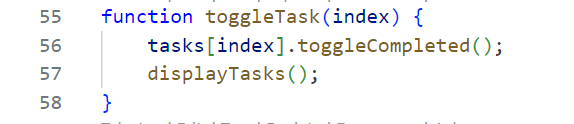 55 function toggleTask(index) {
56 tasks[index].toggleCompleted();
57 displayTasks();
58 }